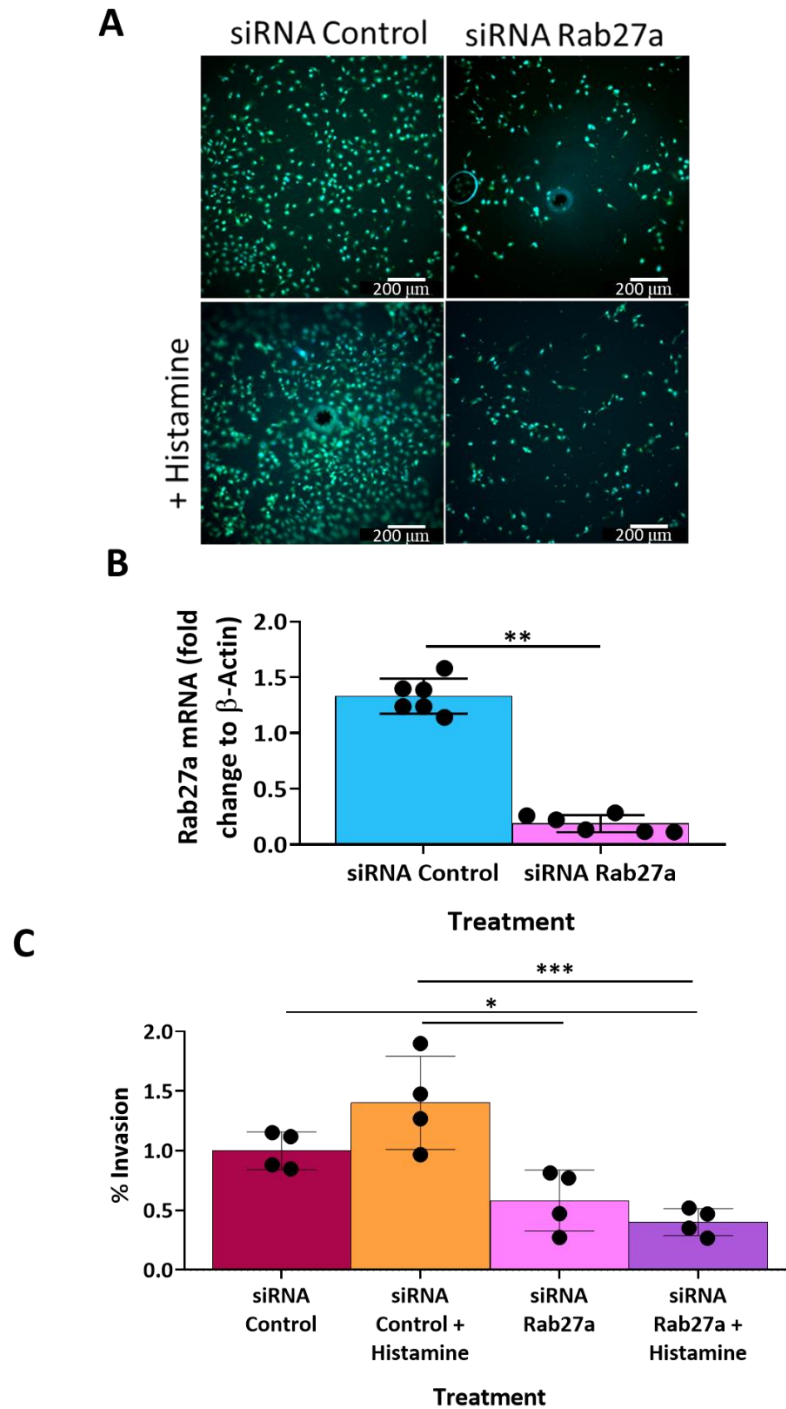 A
siRNA Control siRNA Rab27a
200 μm 200 μm
+ Histamine
200 μm 200 μm
B
Rab27a mRNA (fold
change to β-Actin)
2.0
1.5
1.0
0.5
0.0
**
siRNA Control siRNA Rab27a
Treatment
C
***
*
% Invasion
2.0
1.5
1.0
0.5
0.0
siRNA
Control
siRNA
Control +
Histamine
siRNA
Rab27a
siRNA
Rab27a +
Histamine
Treatment